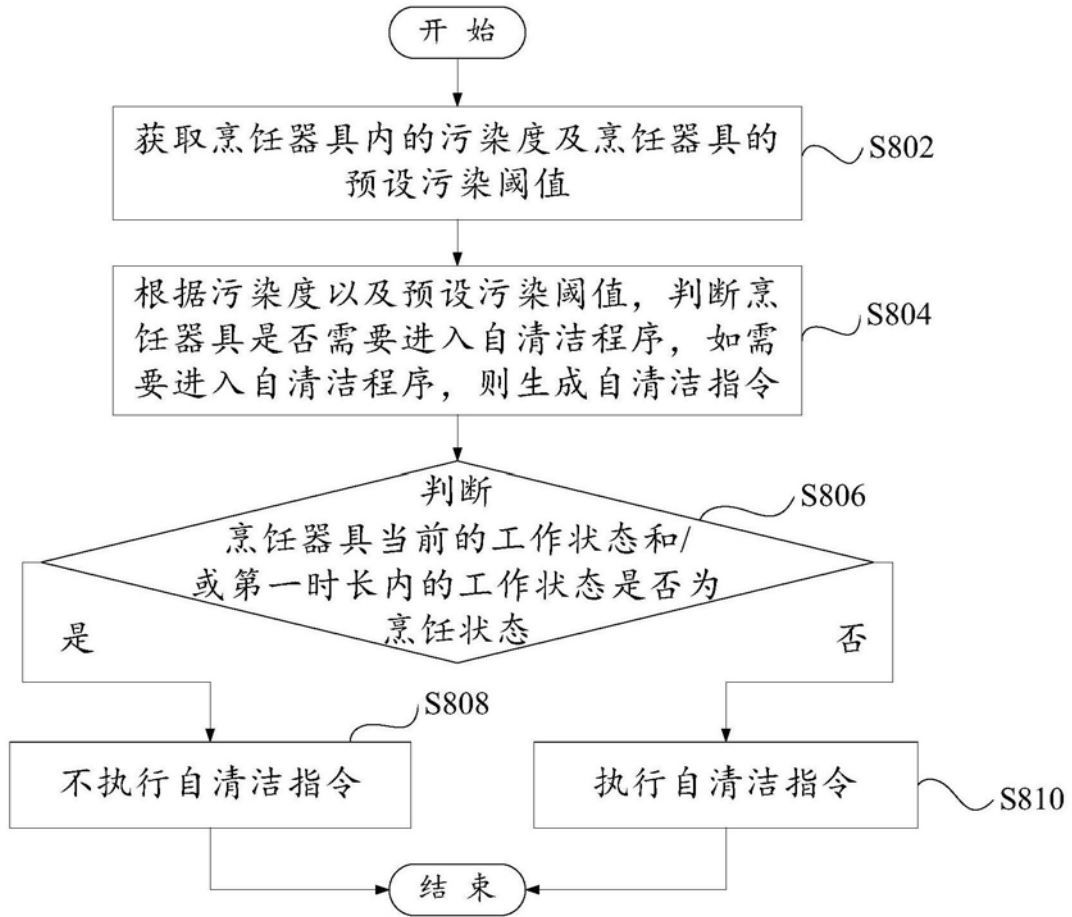 开始
获取烹饪器具内的污染度及烹饪器具的
预设污染阈值
S802
根据污染度以及预设污染阈值，判断烹
饪器具是否需要进入自清洁程序，如需
要进入自清洁程序，则生成自清洁指令
S804
判断
烹饪器具当前的工作状态和/
或第一时长内的工作状态是否为
烹饪状态
S806
是
否
不执行自清洁指令
S808
执行自清洁指令
S810
结束